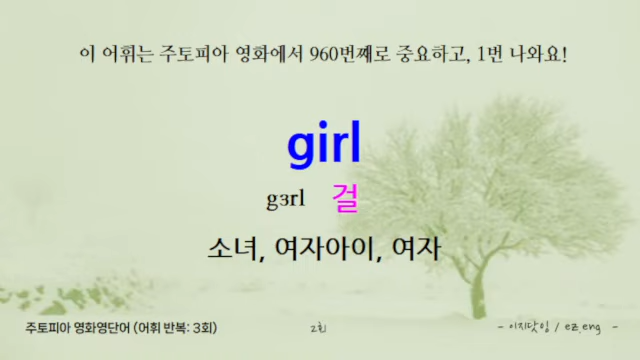 이 어휘는 주토피아 영화에서 960번째로 중요하고, 1번 나와요!
girl
gɜrl 걸
소녀, 여자아이, 여자
주토피아 영화영단어 (어휘 반복: 3회) 2회 - 이지닷잉 / ez.eng -